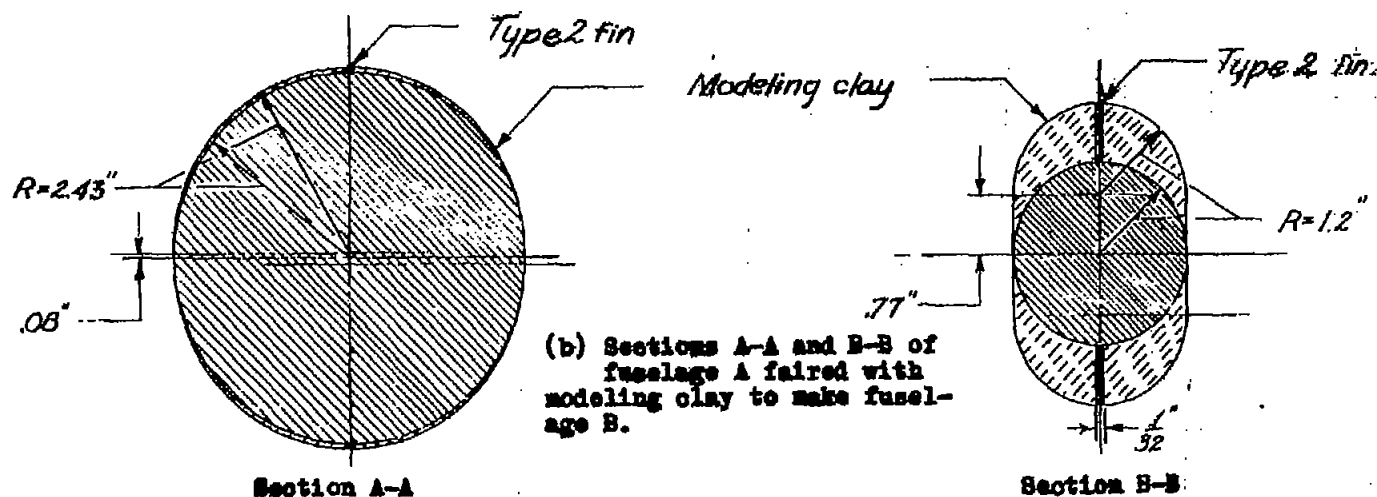 Type 2 fin
Modeling clay
Type 2 fin
R=2.43"
R=1.2"
.08"
.77"
(b) Sections A-A and B-B of
fuselage A faired with
modeling clay to make fusel-
age B.
1/32"
Section A-A
Section B-B